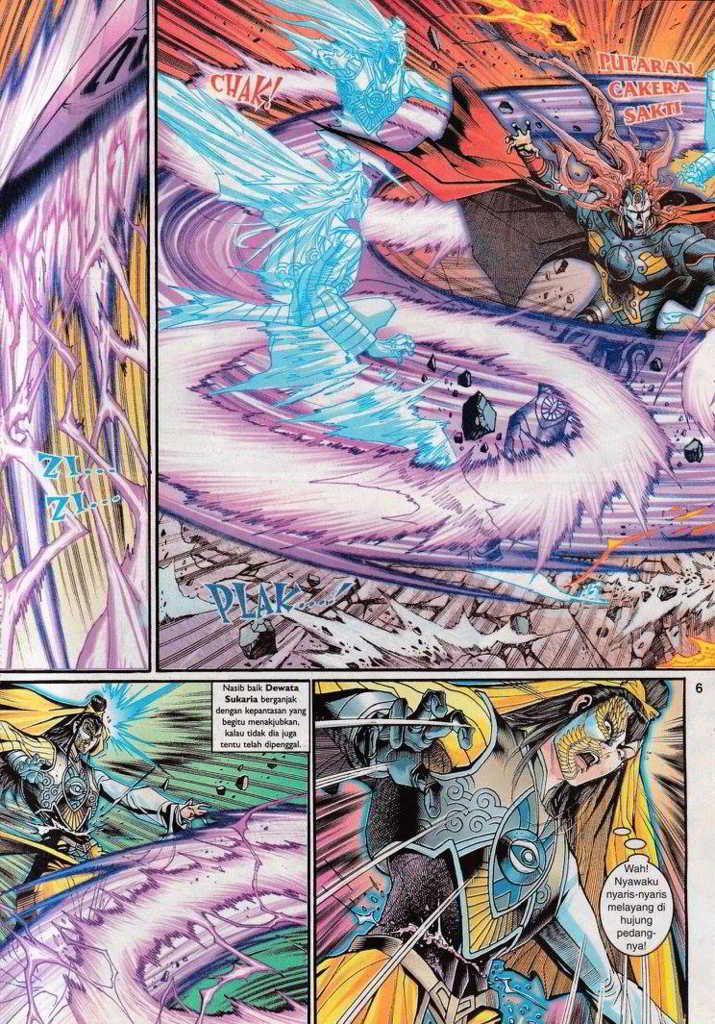 CHAK!
PUTARAN
CAKERA
SAKTI
ZI...
ZI...
PLAK....!
Nasib baik Dewata
Sukaria berganjak
dengan kepantasan yang
begitu menakjubkan,
kalau tidak dia juga
tentu telah dipenggal.
6
Wah!
Nyawaku
nyaris-nyaris
melayang di
hujung
pedang-
nya!